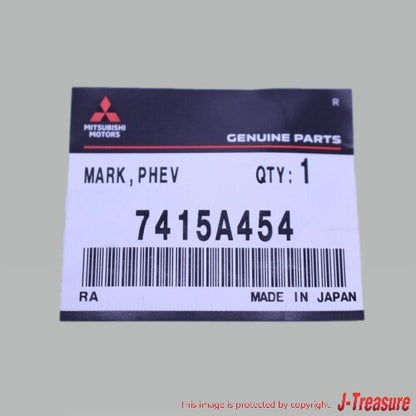 R
MITSUBISHI
MOTORS
GENUINE PARTS
MARK, PHEV QTY: 1
7415A454
RA MADE IN JAPAN
This image is protected by copyright J-Treasure